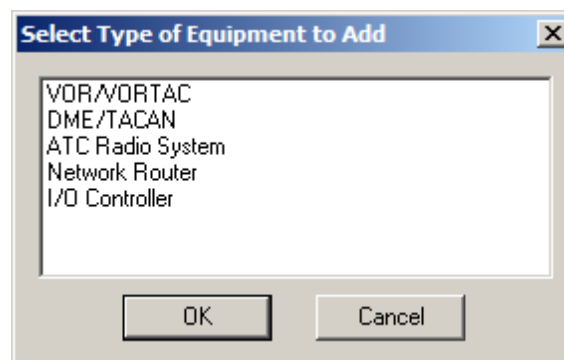 Select Type of Equipment to Add
VOR/VORTAC
DME/TACAN
ATC Radio System
Network Router
I/O Controller
OK
Cancel